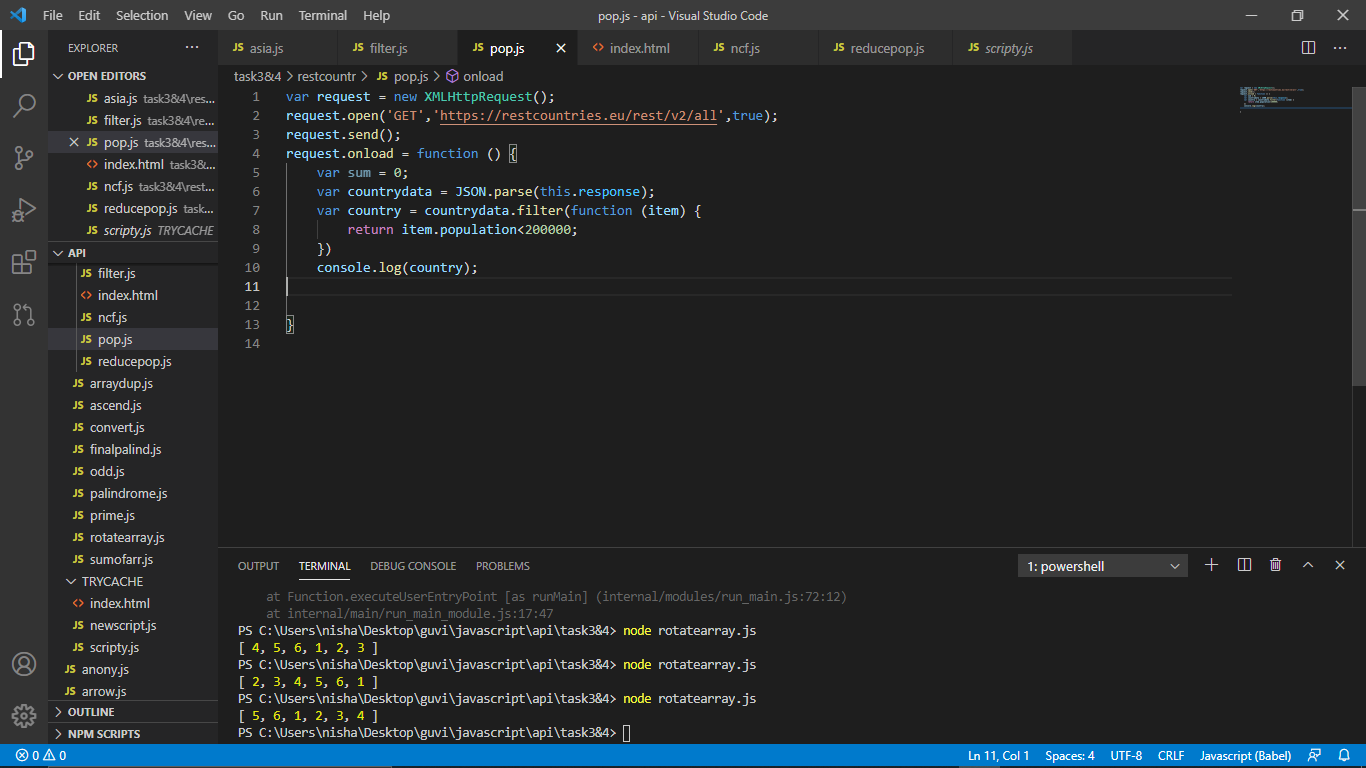 File Edit Selection View Go Run Terminal Help pop.js - api - Visual Studio Code
EXPLORER ...
OPEN EDITORS
JS asia.js task3&4\res...
JS filter.js task3&4\re...
JS pop.js task3&4\res...
<> index.html task3&...
JS ncf.js task3&4\rest...
JS reducepop.js task...
JS scripty.js TRYCACHE
API
JS filter.js
<> index.html
JS ncf.js
JS pop.js
JS reducepop.js
JS arraydup.js
JS ascend.js
JS convert.js
JS finalpalind.js
JS odd.js
JS palindrome.js
JS prime.js
JS rotatearray.js
JS sumofarr.js
TRYCACHE
<> index.html
JS newscript.js
JS scripty.js
JS anony.js
JS arrow.js
OUTLINE
NPM SCRIPTS
JS asia.js JS filter.js JS pop.js <> index.html JS ncf.js JS reducepop.js JS scripty.js
task3&4 > restcountr > JS pop.js > onload
1 var request = new XMLHttpRequest();
2 request.open('GET','https://restcountries.eu/rest/v2/all',true);
3 request.send();
4 request.onload = function () {
5 var sum = 0;
6 var countrydata = JSON.parse(this.response);
7 var country = countrydata.filter(function (item) {
8 return item.population<200000;
9 })
10 console.log(country);
11
12
13 }
14
OUTPUT TERMINAL DEBUG CONSOLE PROBLEMS 1: powershell
at Function.executeUserEntryPoint [as runMain] (internal/modules/run_main.js:72:12)
at internal/main/run_main_module.js:17:47
PS C:\Users\nisha\Desktop\guvi\javascript\api\task3&4> node rotatearray.js
[ 4, 5, 6, 1, 2, 3 ]
PS C:\Users\nisha\Desktop\guvi\javascript\api\task3&4> node rotatearray.js
[ 2, 3, 4, 5, 6, 1 ]
PS C:\Users\nisha\Desktop\guvi\javascript\api\task3&4> node rotatearray.js
[ 5, 6, 1, 2, 3, 4 ]
PS C:\Users\nisha\Desktop\guvi\javascript\api\task3&4>
0 0 Ln 11, Col 1 Spaces: 4 UTF-8 CRLF Javascript (Babel)